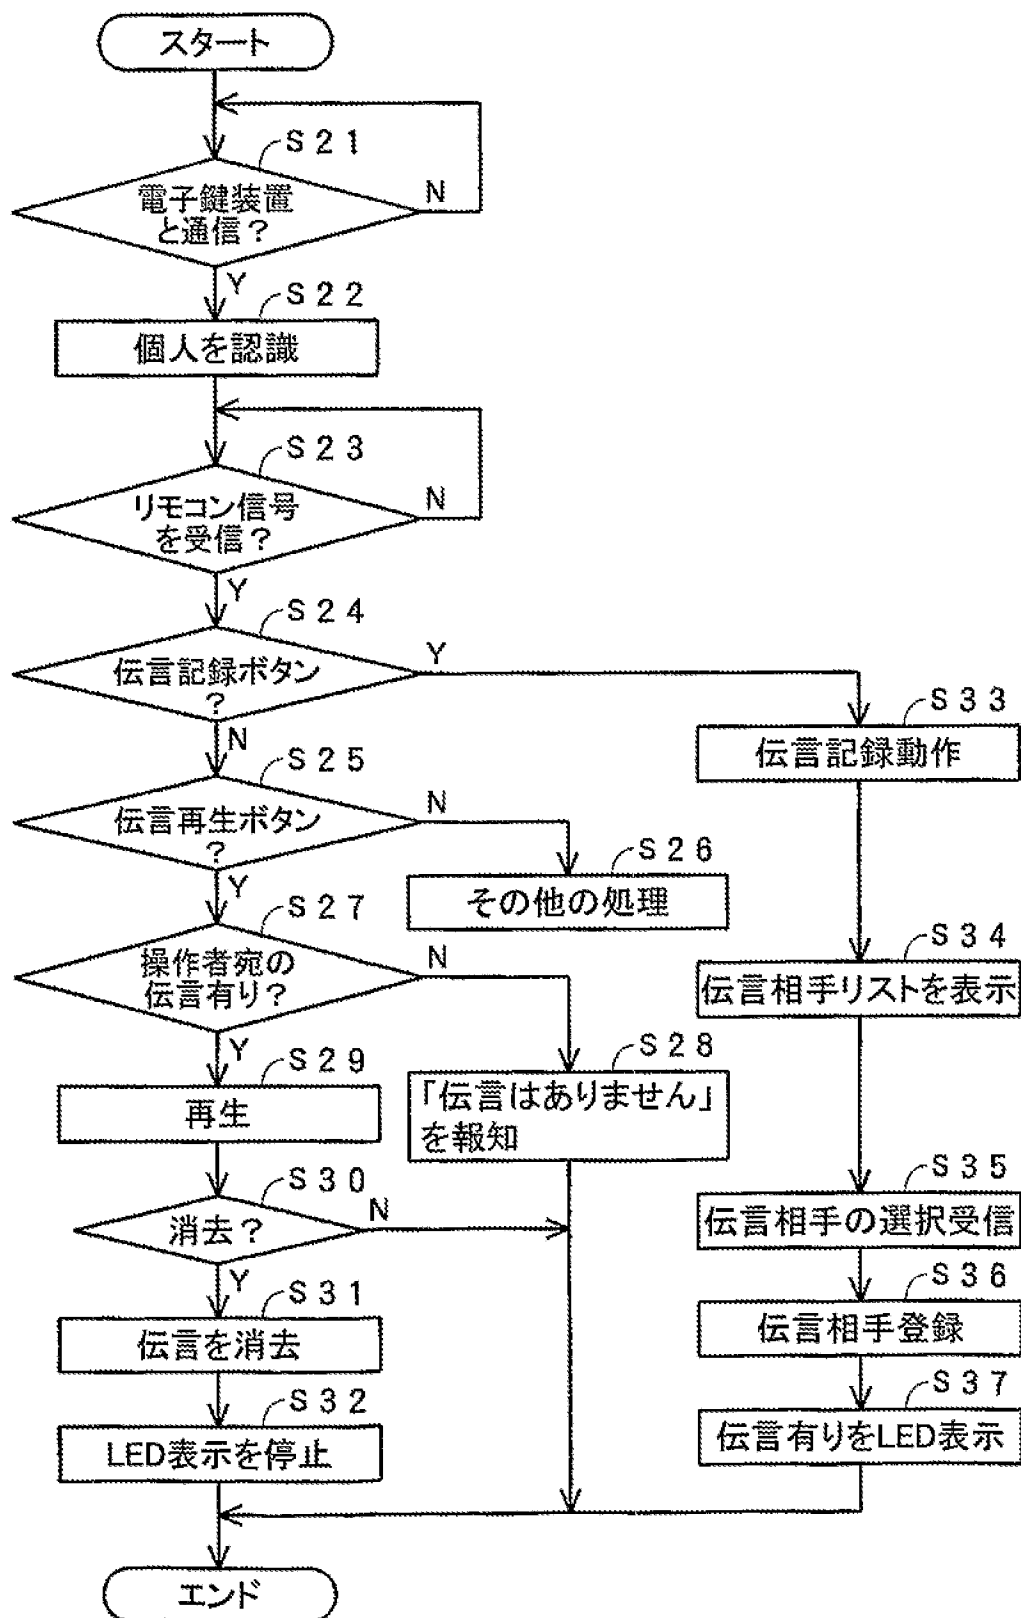 スタート
S21
電子鍵装置
と通信?
N
Y
S22
個人を認識
S23
リモコン信号
を受信?
N
Y
S24
伝言記録ボタン
?
Y
N
S33
伝言記録動作
S25
伝言再生ボタン
?
N
Y
S26
その他の処理
S27
操作者宛の
伝言有り?
N
Y
S34
伝言相手リストを表示
S28
「伝言はありません」
を報知
S29
再生
S30
消去?
N
Y
S35
伝言相手の選択受信
S31
伝言を消去
S36
伝言相手登録
S32
LED表示を停止
S37
伝言有りをLED表示
エンド